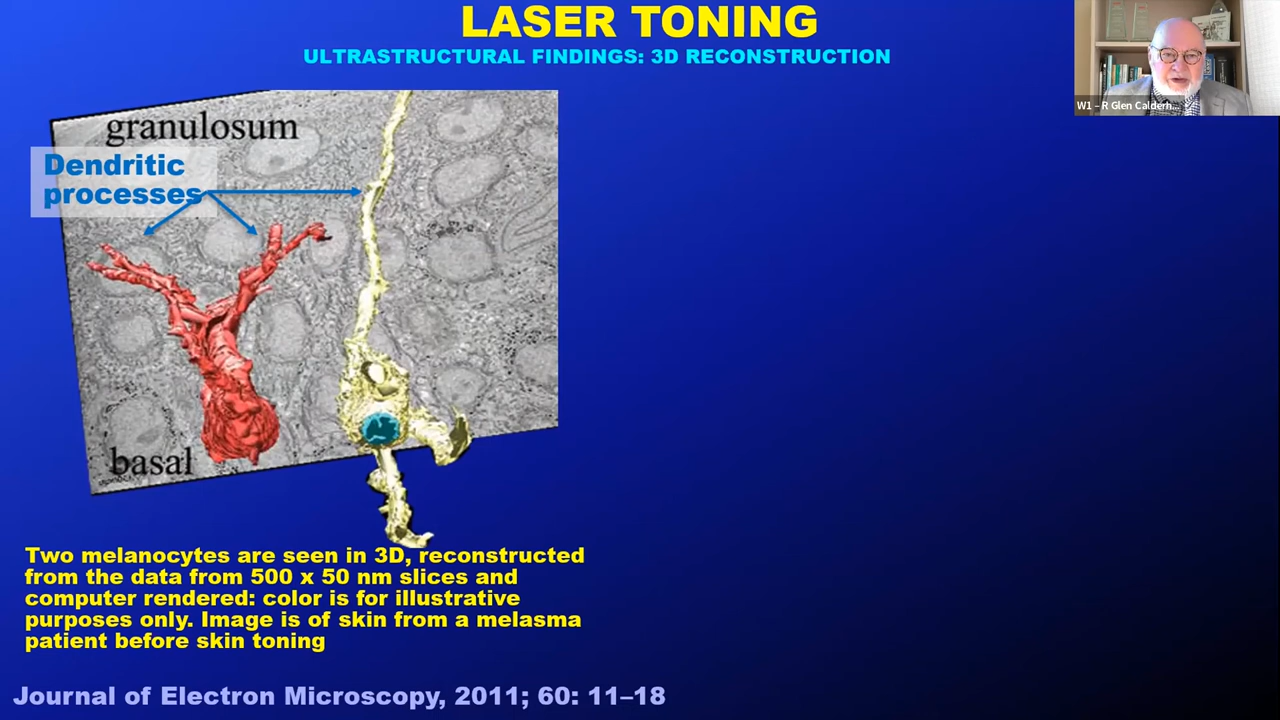 LASER TONING
ULTRASTRUCTURAL FINDINGS: 3D RECONSTRUCTION
W1 – R Glen Calderh...
granulosum
Dendritic
processes
basal
Two melanocytes are seen in 3D, reconstructed
from the data from 500 x 50 nm slices and
computer rendered: color is for illustrative
purposes only. Image is of skin from a melasma
patient before skin toning
Journal of Electron Microscopy, 2011; 60: 11–18